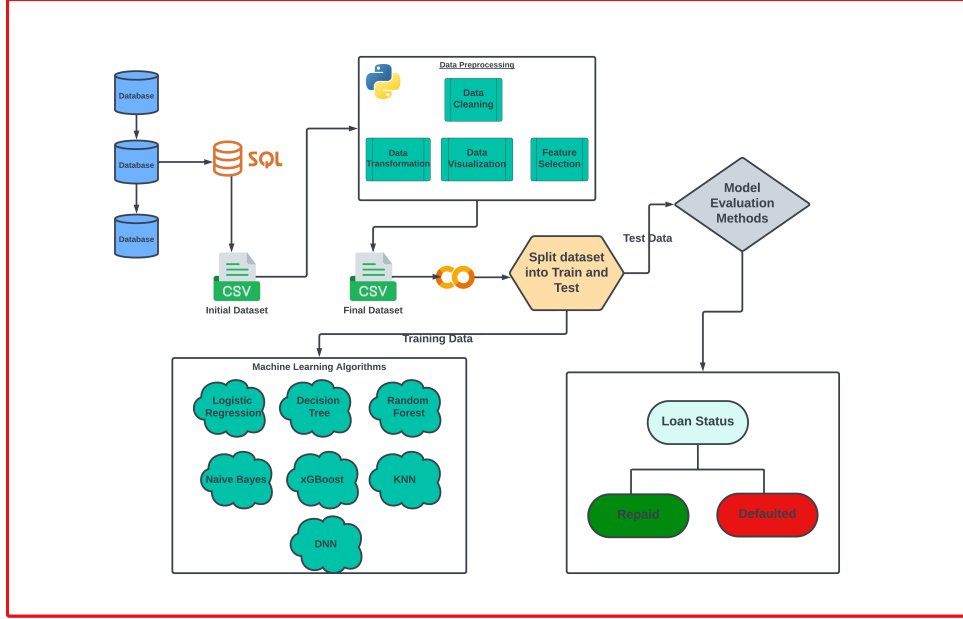 Data Preprocessing
Database
Data
Cleaning
Database
SQL
Data
Transformation
Data
Visualization
Feature
Selection
Model
Evaluation
Methods
Database
Test Data
Split dataset
into Train and
Test
CSV
Initial Dataset
CSV
Final Dataset
Training Data
Machine Learning Algorithms
Logistic
Regression
Decision
Tree
Random
Forest
Naive Bayes
xGBoost
KNN
DNN
Loan Status
Repaid
Defaulted